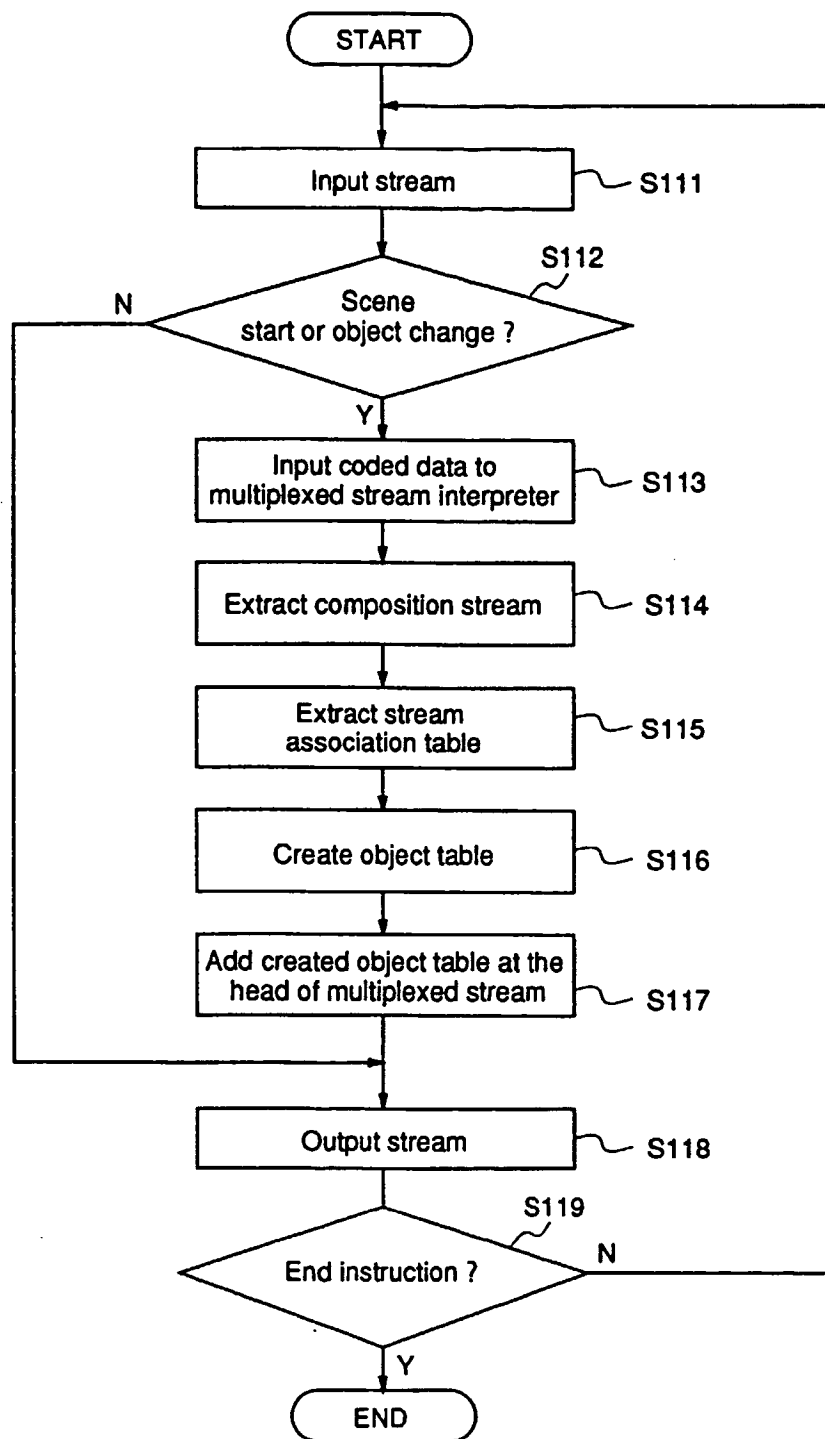 START
Input stream
S111
S112
N
Scene
start or object change ?
Y
Input coded data to
multiplexed stream interpreter
S113
Extract composition stream
S114
Extract stream
association table
S115
Create object table
S116
Add created object table at the
head of multiplexed stream
S117
Output stream
S118
S119
End instruction ?
N
Y
END